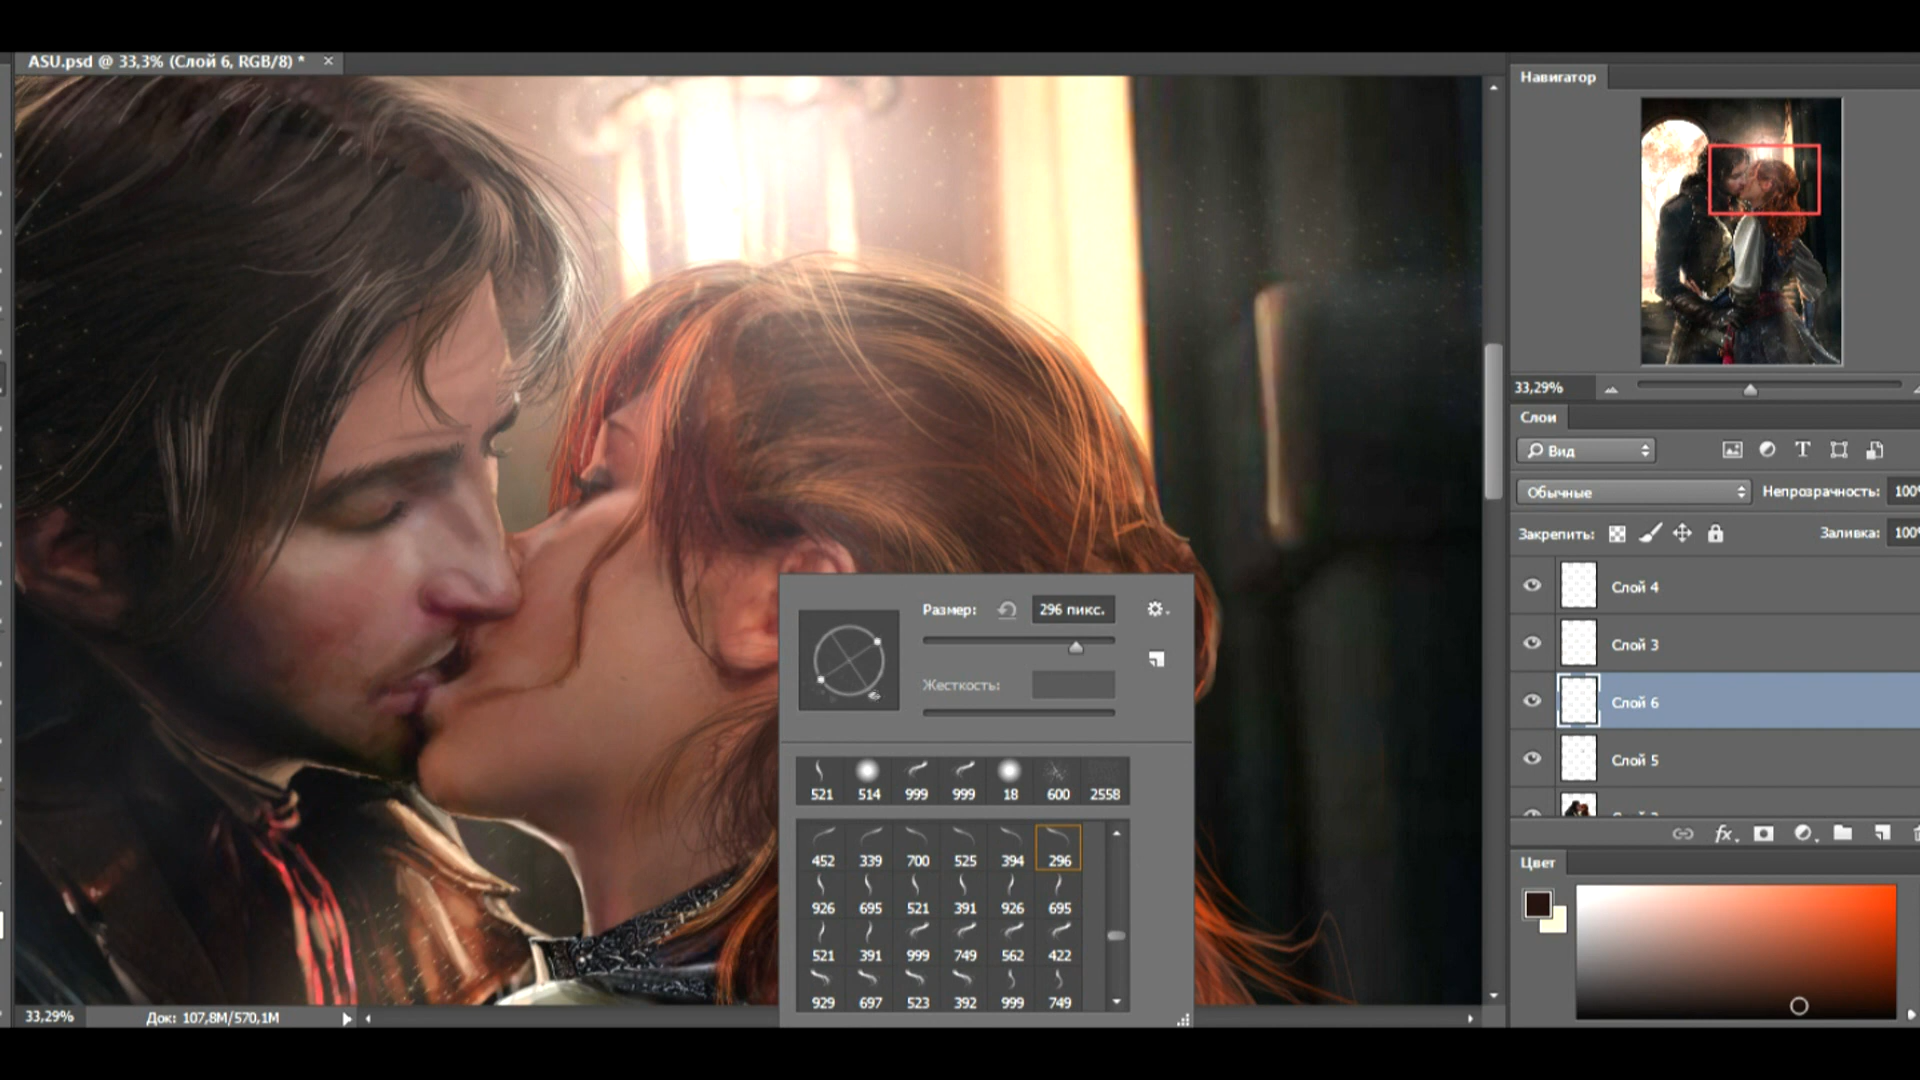 ASU.psd @ 33,3% (Слой 6, RGB/8) * ×
Навигатор
33,29%
Слои
Вид
Обычные
Непрозрачность:
Закрепить:
Заливка:
Слой 4
Слой 3
Слой 6
Слой 5
fx
Цвет
Размер:
296 пикс.
Жесткость:
521 514 999 999 18 600 2558
452 339 700 525 394 296
926 695 521 391 926 695
521 391 999 749 562 422
929 697 523 392 999 749
33,29%
Док: 107,8M/570,1M